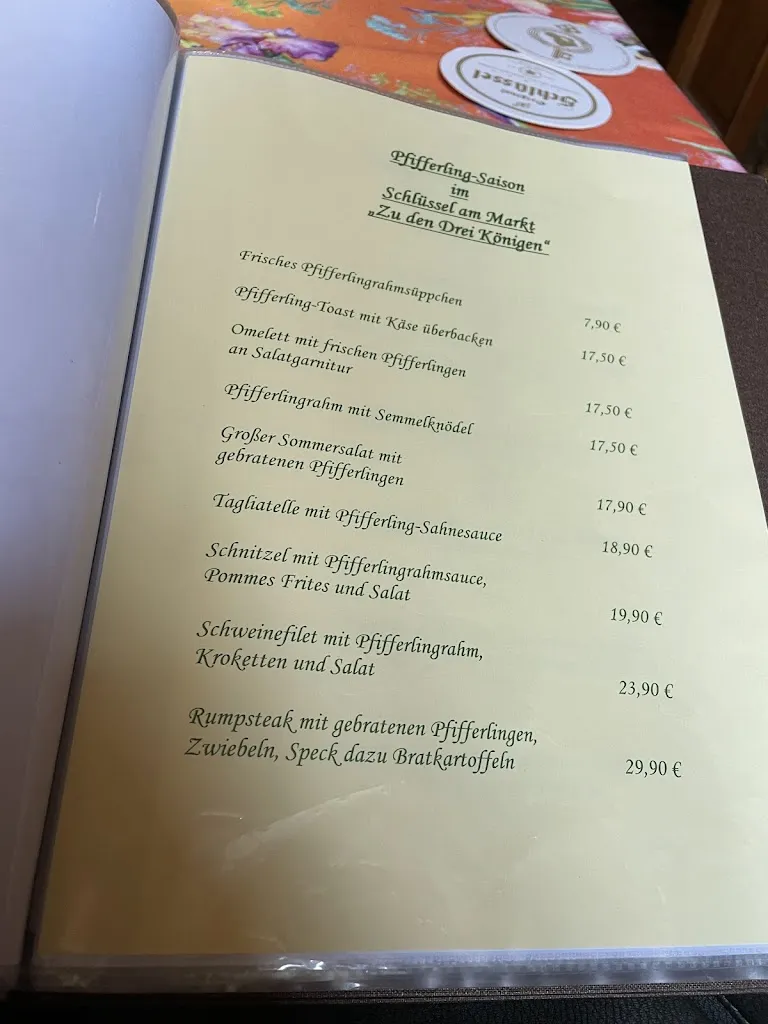 Original
Schlüssel
Pfifferling-Saison
im
Schlüssel am Markt
„Zu den Drei Königen“
Frisches Pfifferlingrahmsüppchen 7,90 €
Pfifferling-Toast mit Käse überbacken 17,50 €
Omelett mit frischen Pfifferlingen
an Salatgarnitur 17,50 €
Pfifferlingrahm mit Semmelknödel 17,50 €
Großer Sommersalat mit
gebratenen Pfifferlingen 17,90 €
Tagliatelle mit Pfifferling-Sahnesauce 18,90 €
Schnitzel mit Pfifferlingrahmsauce,
Pommes Frites und Salat 19,90 €
Schweinefilet mit Pfifferlingrahm,
Kroketten und Salat 23,90 €
Rumpsteak mit gebratenen Pfifferlingen,
Zwiebeln, Speck dazu Bratkartoffeln 29,90 €